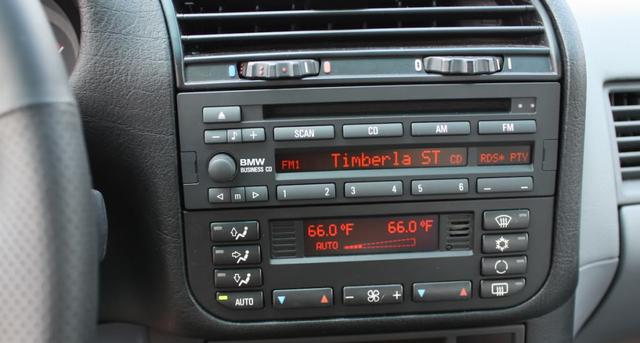 0 1
SCAN CD AM FM
BMW
BUSINESS CD
FM1 Timberla ST CD RDS* PTY
m 1 2 3 4 5 6
66.0 °F 66.0 °F
AUTO
AUTO